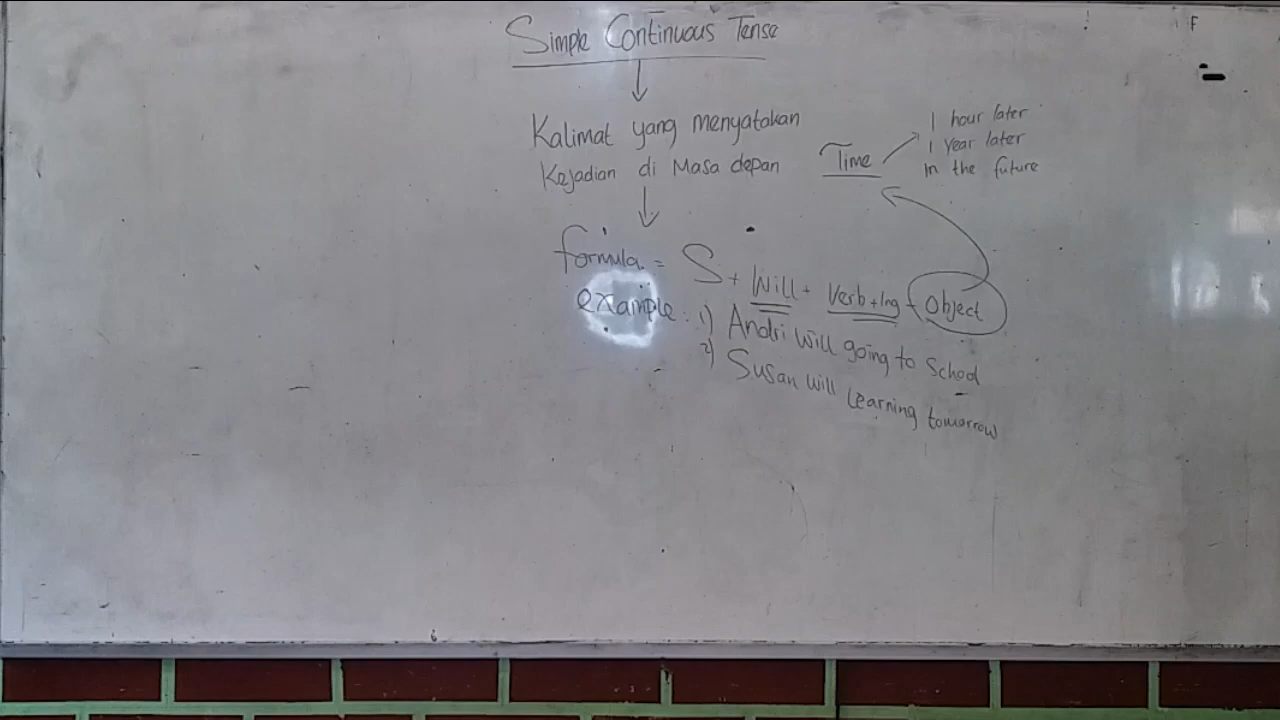 Simple Continuous Tense
Kalimat yang menyatakan
Kejadian di Masa depan
Time
1 hour later
1 year later
In the future
formula = S + Will + Verb + Ing + Object
example : 1) Andri will going to School
2) Susan will learning tomorrow
F